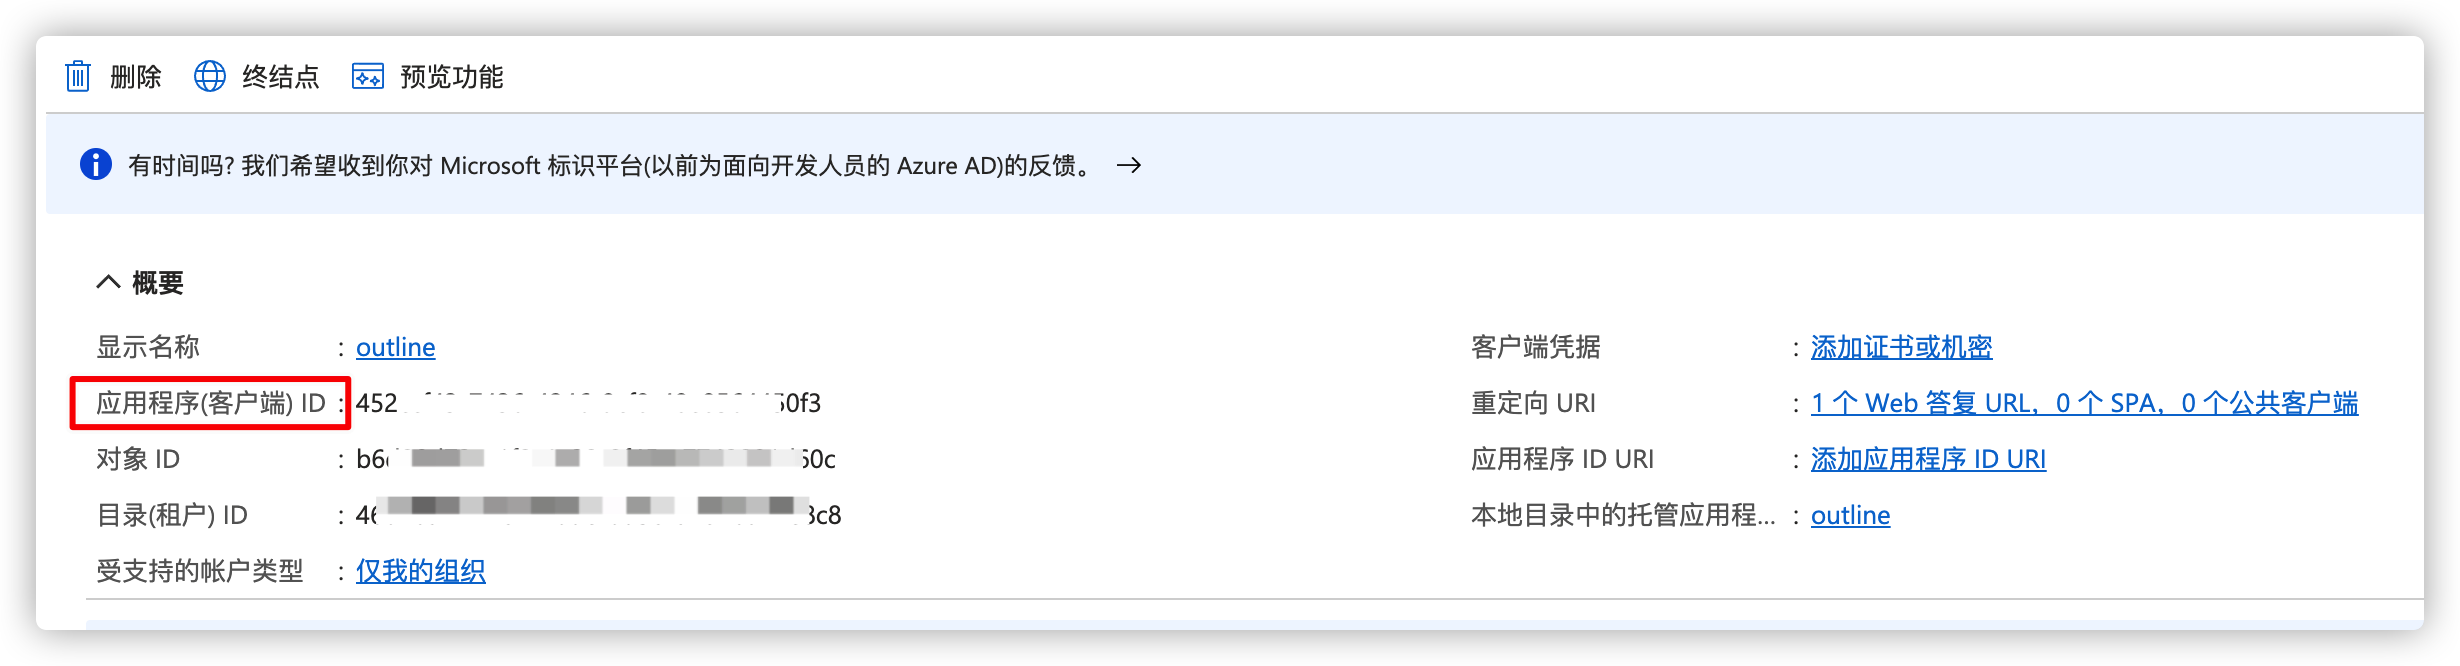 删除 终结点 预览功能
有时间吗? 我们希望收到你对 Microsoft 标识平台(以前为面向开发人员的 Azure AD)的反馈。 →
概要
显示名称 : outline
应用程序(客户端) ID : 452 50f3
对象 ID : b6 60c
目录(租户) ID : 46 3c8
受支持的帐户类型 : 仅我的组织
客户端凭据 : 添加证书或机密
重定向 URI : 1 个 Web 答复 URL，0 个 SPA，0 个公共客户端
应用程序 ID URI : 添加应用程序 ID URI
本地目录中的托管应用程... : outline